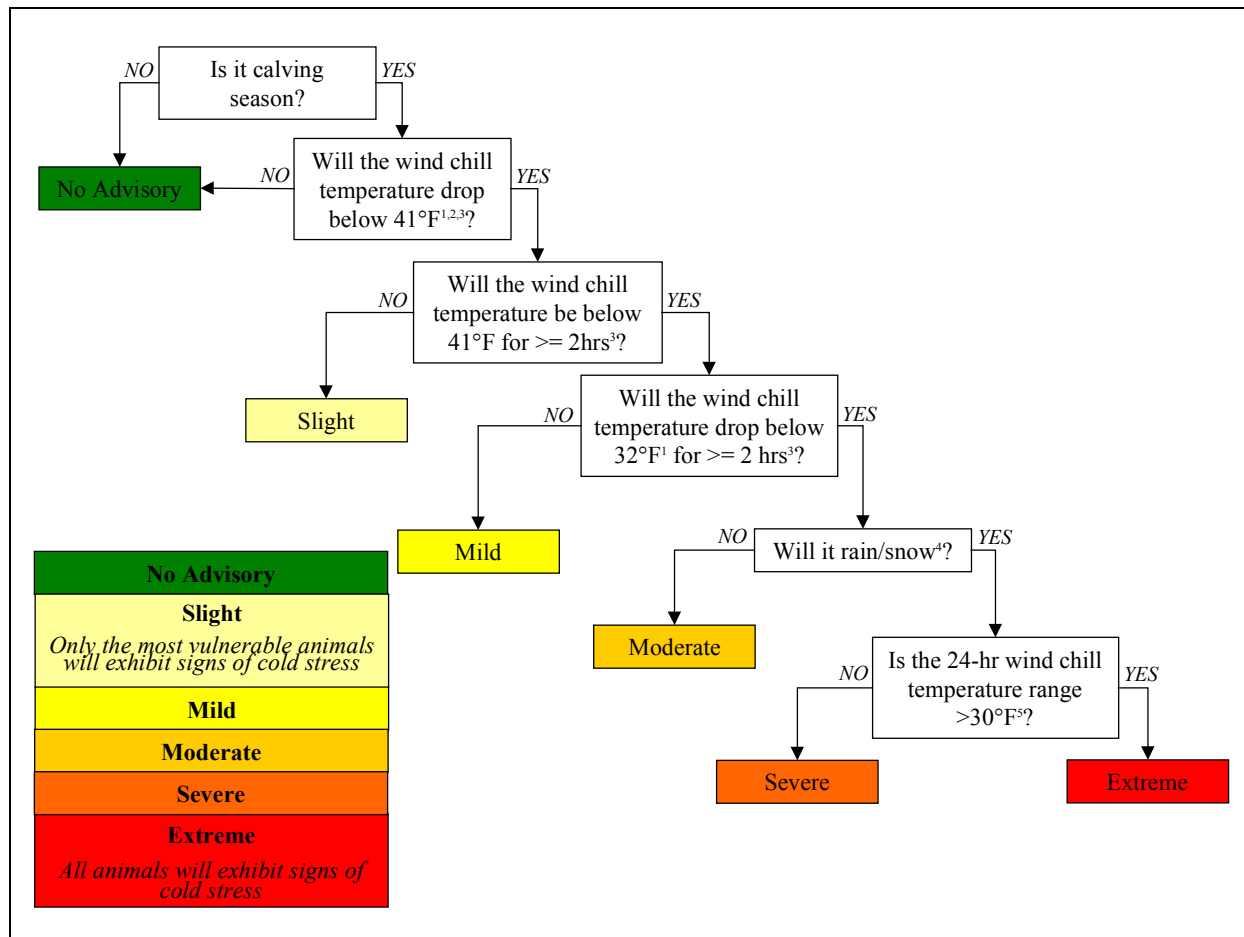 NO
Is it calving
season?
YES
No Advisory
NO
Will the wind chill
temperature drop
below 41°F1,2,3?
YES
NO
Will the wind chill
temperature be below
41°F for >= 2hrs3?
YES
Slight
NO
Will the wind chill
temperature drop below
32°F1 for >= 2 hrs3?
YES
Mild
NO
Will it rain/snow4?
YES
Moderate
NO
Is the 24-hr wind chill
temperature range
>30°F5?
YES
Severe
Extreme
No Advisory
Slight
Only the most vulnerable animals
will exhibit signs of cold stress
Mild
Moderate
Severe
Extreme
All animals will exhibit signs of
cold stress